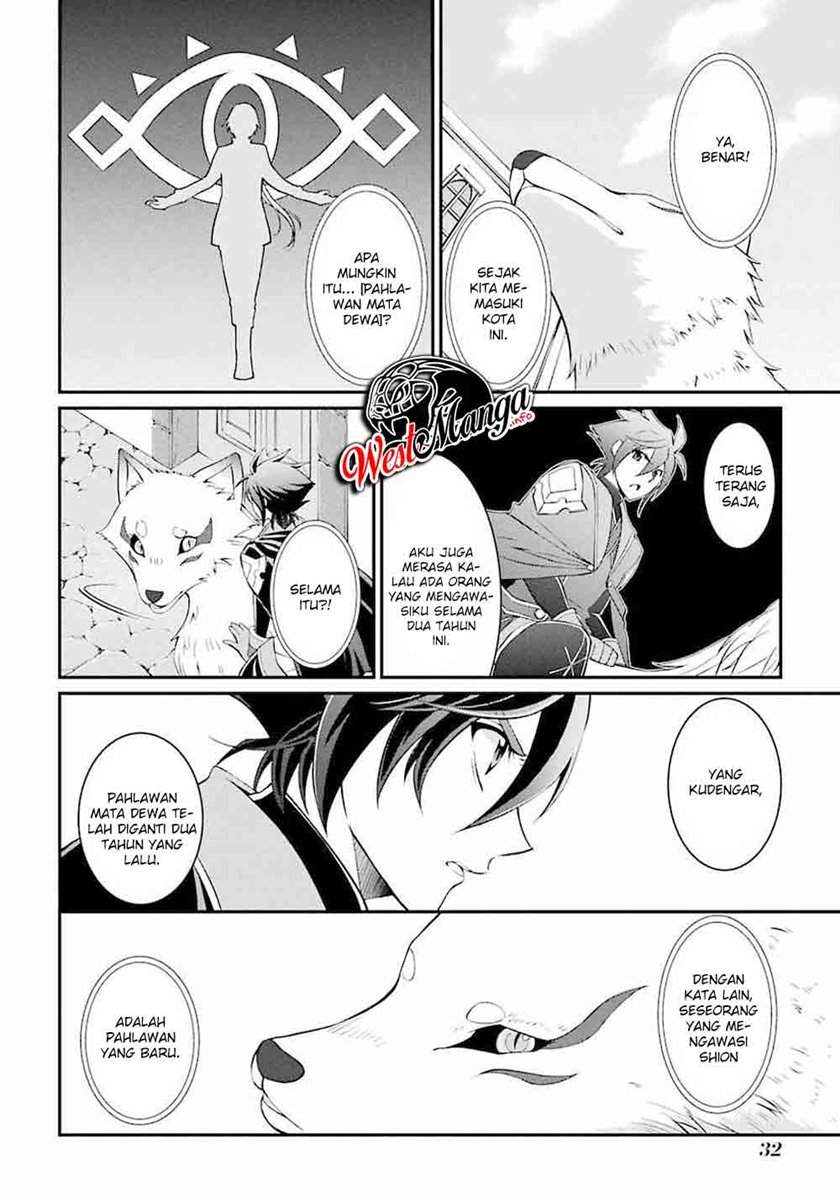 YA,
BENAR!
SEJAK
KITA ME-
MASUKI
KOTA
INI.
APA
MUNGKIN
ITU... [PAHLA-
WAN MATA
DEWA]?
WestManga
.info
TERUS
TERANG
SAJA,
AKU JUGA
MERASA KA-
LAU ADA ORANG
YANG MENGAWA-
SIKU SELAMA
DUA TAHUN
INI.
SELAMA
ITU?!
YANG
KUDENGAR,
PAHLAWAN
MATA DEWA TE-
LAH DIGANTI DUA
TAHUN YANG
LALU.
DENGAN
KATA LAIN,
SESEORANG
YANG ME-
NGAWASI
SHION
ADALAH
PAHLAWAN
YANG BARU.
32